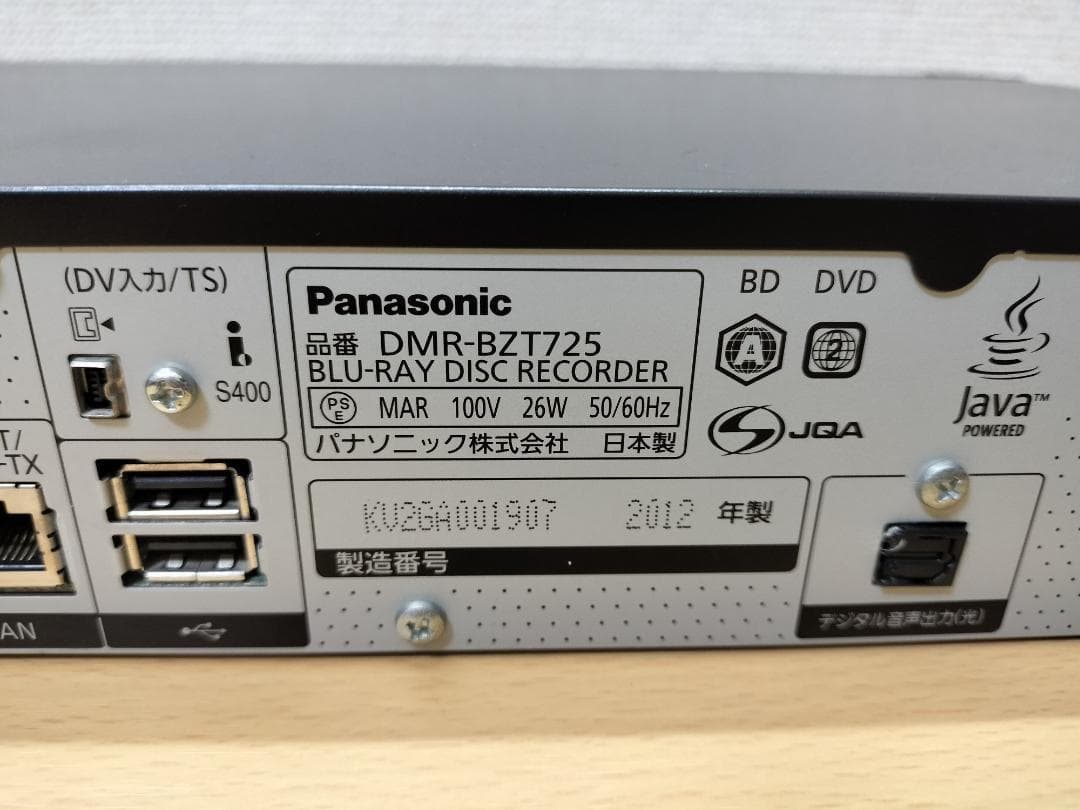 (DV入力/TS)
S400
T/
-TX
AN
Panasonic
品番 DMR-BZT725
BLU-RAY DISC RECORDER
PS E MAR 100V 26W 50/60Hz
パナソニック株式会社 日本製
KV2GA001907 2012 年製
製造番号
BD DVD
A 2
JQA
Java™
POWERED
デジタル音声出力(光)